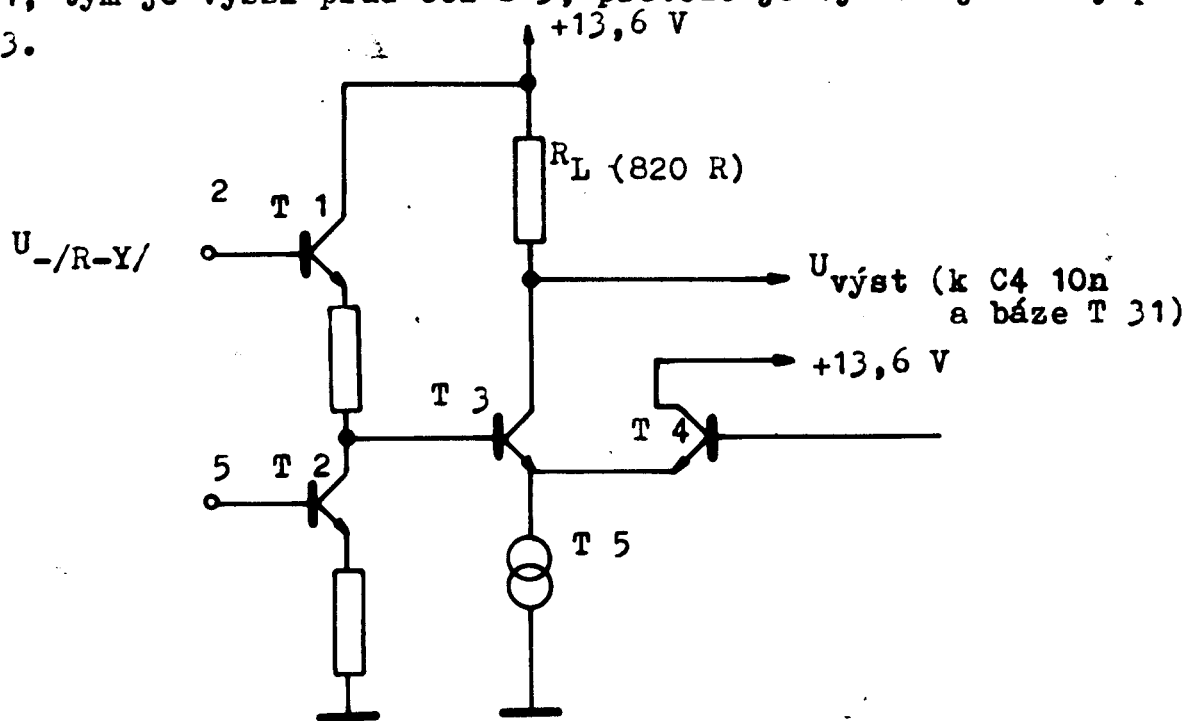 3.
+13,6 V
R_L (820 R)
2
T 1
U_-/R-Y/
U_výst (k C4 10n
a báze T 31)
+13,6 V
T 3
T 4
5
T 2
T 5